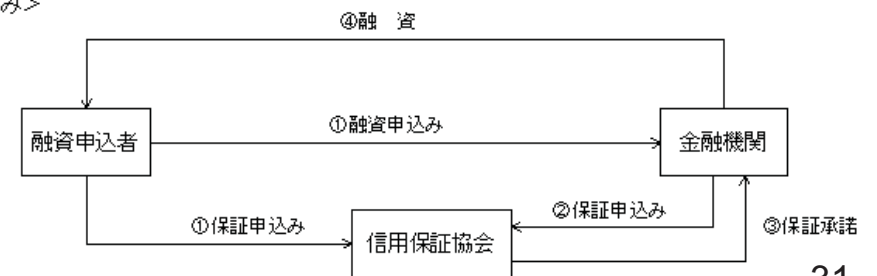 み＞
④融　資
①融資申込み
融資申込者
金融機関
①保証申込み
②保証申込み
③保証承諾
信用保証協会
31